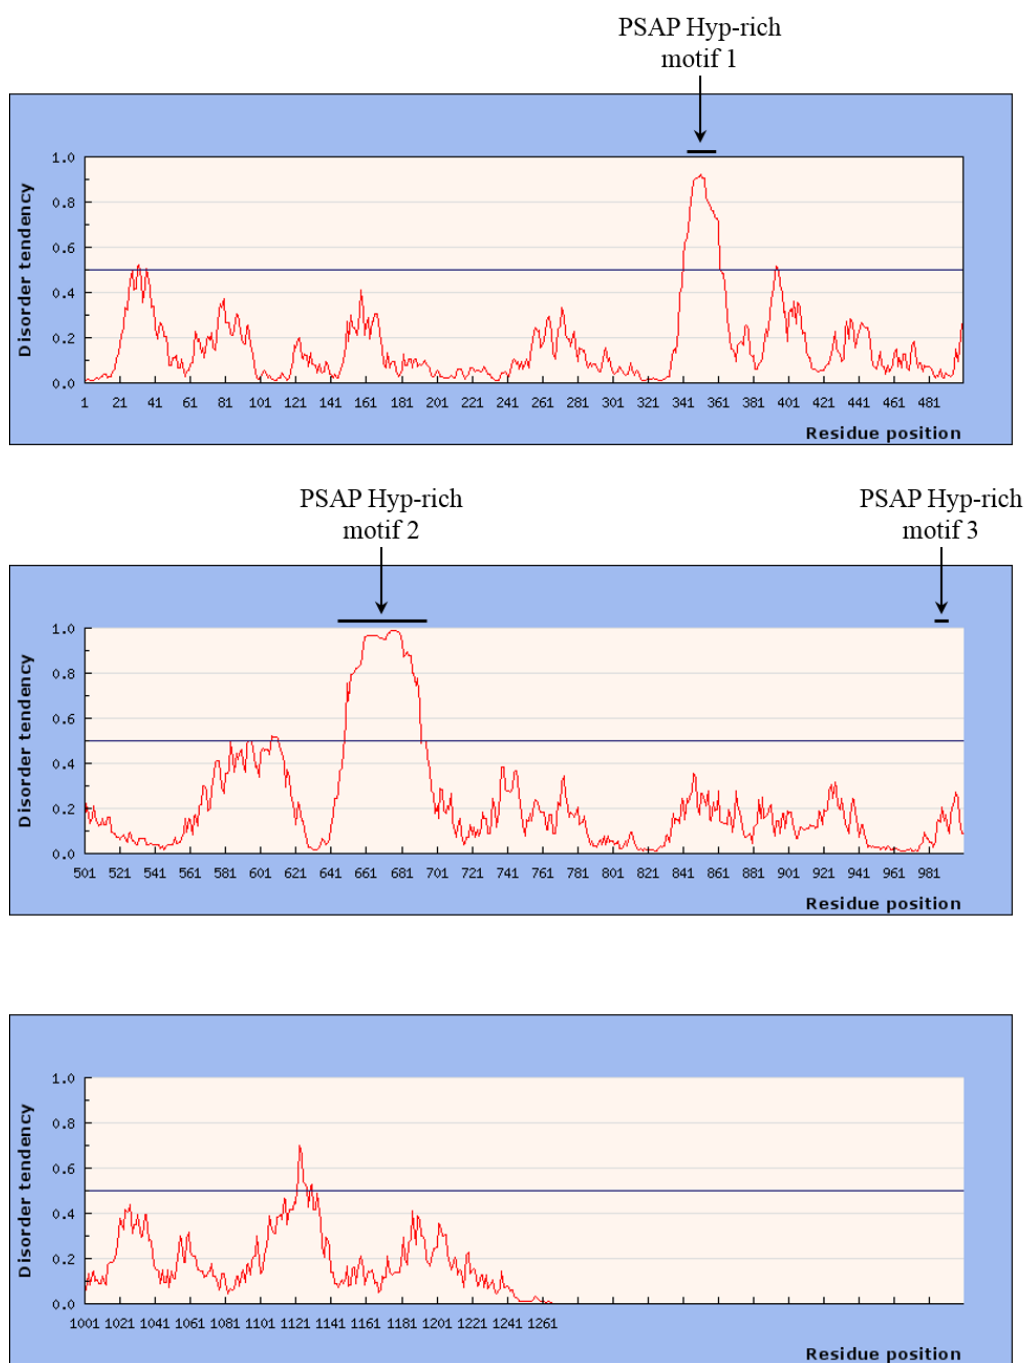 PSAP Hyp-rich
motif 1
Disorder tendency
1.0
0.8
0.6
0.4
0.2
0.0
1 21 41 61 81 101 121 141 161 181 201 221 241 261 281 301 321 341 361 381 401 421 441 461 481
Residue position
PSAP Hyp-rich PSAP Hyp-rich
motif 2 motif 3
Disorder tendency
1.0
0.8
0.6
0.4
0.2
0.0
501 521 541 561 581 601 621 641 661 681 701 721 741 761 781 801 821 841 861 881 901 921 941 961 981
Residue position
Disorder tendency
1.0
0.8
0.6
0.4
0.2
0.0
1001 1021 1041 1061 1081 1101 1121 1141 1161 1181 1201 1221 1241 1261
Residue position